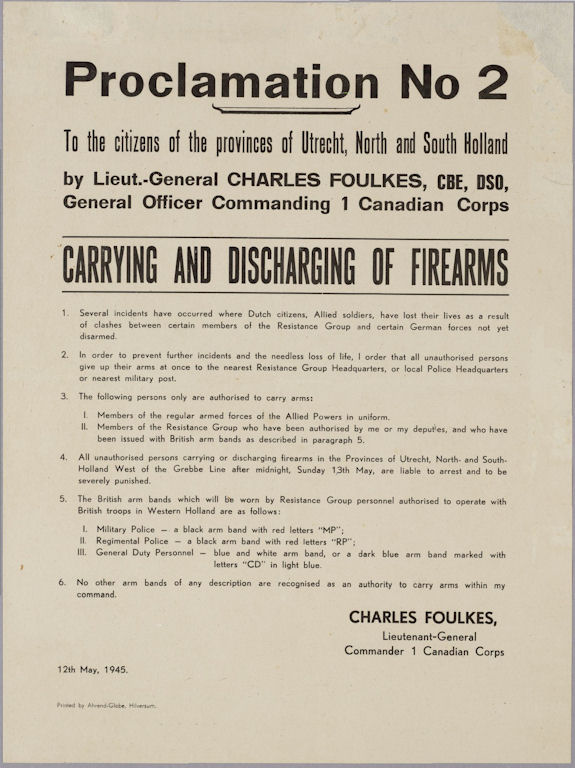 Proclamation No 2
To the citizens of the provinces of Utrecht, North and South Holland
by Lieut.-General CHARLES FOULKES, CBE, DSO,
General Officer Commanding 1 Canadian Corps
CARRYING AND DISCHARGING OF FIREARMS
1. Several incidents have occurred where Dutch citizens, Allied soldiers, have lost their lives as a result
of clashes between certain members of the Resistance Group and certain German forces not yet
disarmed.
2. In order to prevent further incidents and the needless loss of life, I order that all unauthorised persons
give up their arms at once to the nearest Resistance Group Headquarters, or local Police Headquarters
or nearest military post.
3. The following persons only are authorised to carry arms:
I. Members of the regular armed forces of the Allied Powers in uniform.
II. Members of the Resistance Group who have been authorised by me or my deputies, and who have
been issued with British arm bands as described in paragraph 5.
4. All unauthorised persons carrying or discharging firearms in the Provinces of Utrecht, North- and South-
Holland West of the Grebbe Line after midnight, Sunday 13th May, are liable to arrest and to be
severely punished.
5. The British arm bands which will be worn by Resistance Group personnel authorised to operate with
British troops in Western Holland are as follows:
I. Military Police — a black arm band with red letters "MP";
II. Regimental Police — a black arm band with red letters "RP";
III. General Duty Personnel — blue and white arm band, or a dark blue arm band marked with
letters "CD" in light blue.
6. No other arm bands of any description are recognised as an authority to carry arms within my
command.
CHARLES FOULKES,
Lieutenant-General
Commander 1 Canadian Corps
12th May, 1945.
Printed by Ahrend-Globe, Hilversum.